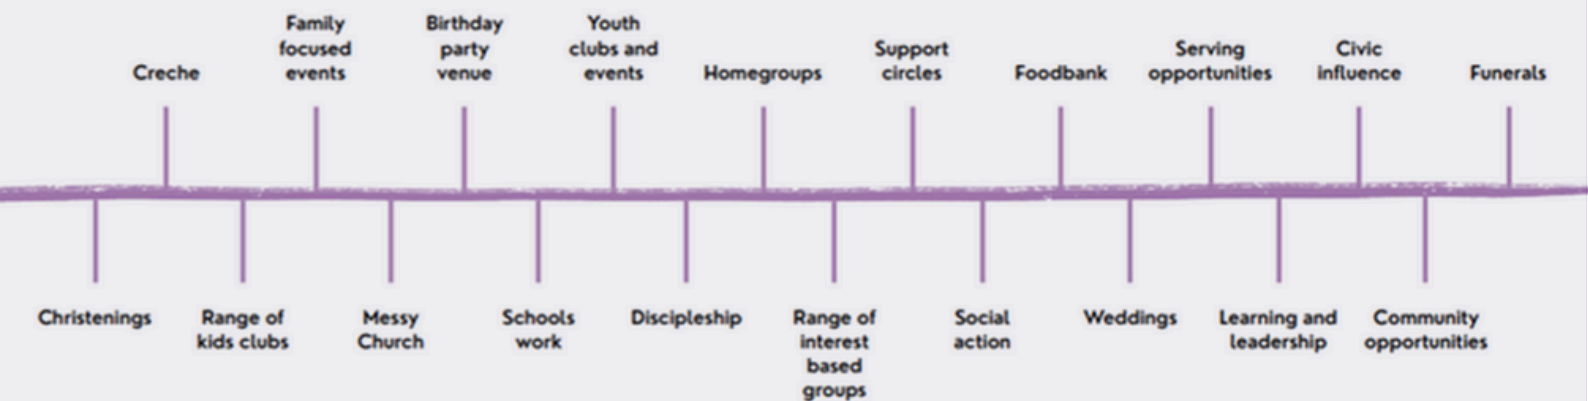 Creche
Family
focused
events
Birthday
party
venue
Youth
clubs and
events
Homegroups
Support
circles
Foodbank
Serving
opportunities
Civic
influence
Funerals
Christenings
Range of
kids clubs
Messy
Church
Schools
work
Discipleship
Range of
interest
based
groups
Social
action
Weddings
Learning and
leadership
Community
opportunities